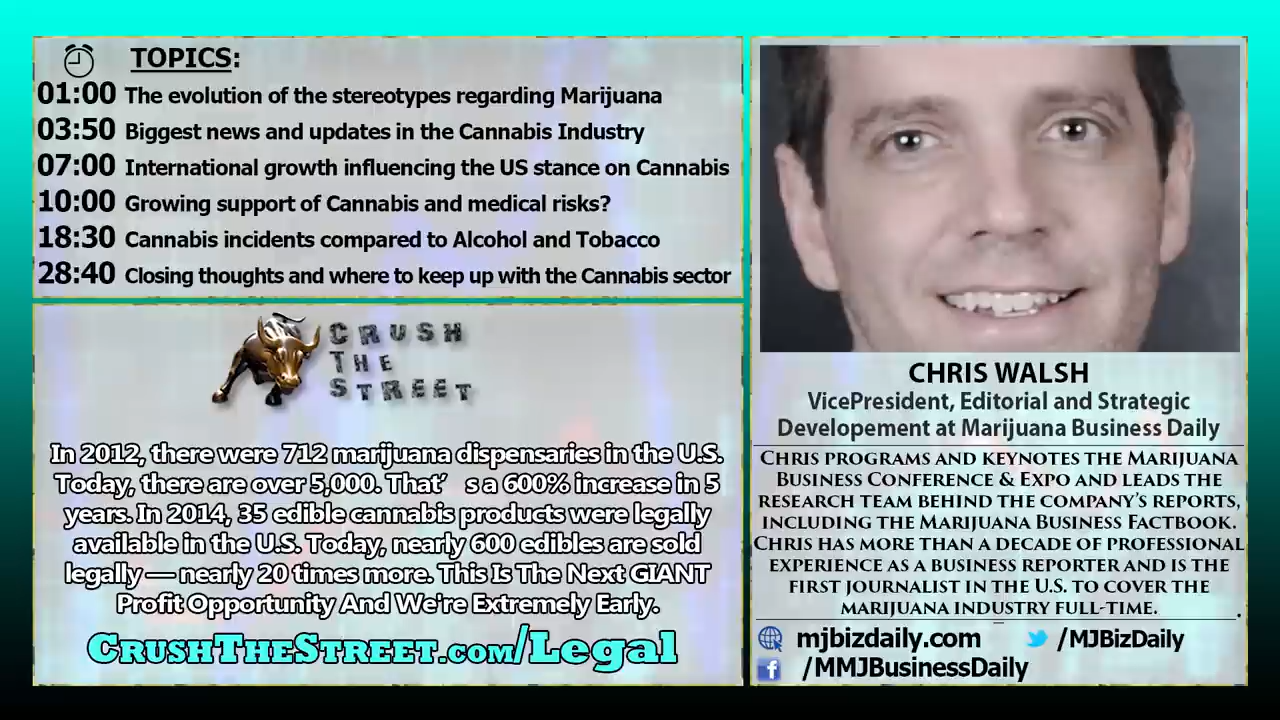 TOPICS:
01:00 The evolution of the stereotypes regarding Marijuana
03:50 Biggest news and updates in the Cannabis Industry
07:00 International growth influencing the US stance on Cannabis
10:00 Growing support of Cannabis and medical risks?
18:30 Cannabis incidents compared to Alcohol and Tobacco
28:40 Closing thoughts and where to keep up with the Cannabis sector
CRUSH
THE
STREET
In 2012, there were 712 marijuana dispensaries in the U.S.
Today, there are over 5,000. That’ s a 600% increase in 5
years. In 2014, 35 edible cannabis products were legally
available in the U.S. Today, nearly 600 edibles are sold
legally — nearly 20 times more. This Is The Next GIANT
Profit Opportunity And We're Extremely Early.
CRUSHTHESTREET.COM/Legal
CHRIS WALSH
VicePresident, Editorial and Strategic
Developement at Marijuana Business Daily
CHRIS PROGRAMS AND KEYNOTES THE MARIJUANA
BUSINESS CONFERENCE & EXPO AND LEADS THE
RESEARCH TEAM BEHIND THE COMPANY’S REPORTS,
INCLUDING THE MARIJUANA BUSINESS FACTBOOK.
CHRIS HAS MORE THAN A DECADE OF PROFESSIONAL
EXPERIENCE AS A BUSINESS REPORTER AND IS THE
FIRST JOURNALIST IN THE U.S. TO COVER THE
MARIJUANA INDUSTRY FULL-TIME.
mjbizdaily.com
/MJBizDaily
/MMJBusinessDaily